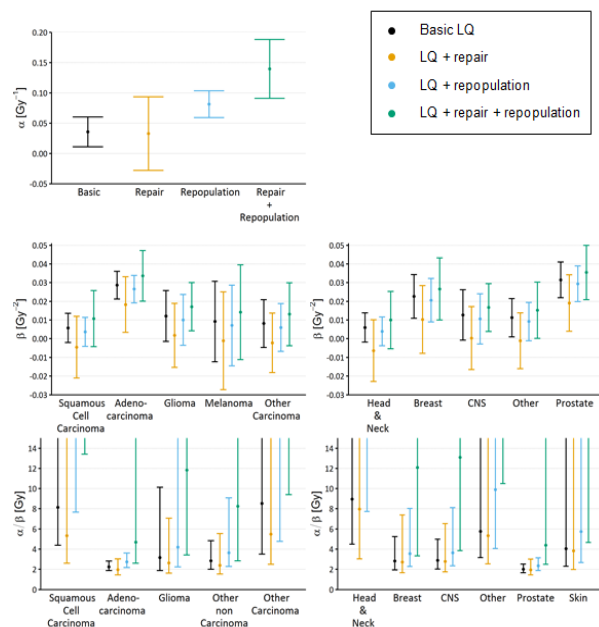 Basic LQ
LQ + repair
LQ + repopulation
LQ + repair + repopulation
α [Gy⁻¹]
0.20
0.15
0.10
0.05
0.00
-0.05
Basic
Repair
Repopulation
Repair
+
Repopulation
β [Gy⁻²]
0.05
0.04
0.03
0.02
0.01
0.00
-0.01
-0.02
-0.03
Squamous
Cell
Carcinoma
Adeno-
carcinoma
Glioma
Melanoma
Other
Carcinoma
β [Gy⁻²]
0.05
0.04
0.03
0.02
0.01
0.00
-0.01
-0.02
-0.03
Head
&
Neck
Breast
CNS
Other
Prostate
α/β [Gy]
14
12
10
8
6
4
2
0
Squamous
Cell
Carcinoma
Adeno-
carcinoma
Glioma
Other
non
Carcinoma
Other Carcinoma
α/β [Gy]
14
12
10
8
6
4
2
0
Head
&
Neck
Breast
CNS
Other
Prostate
Skin